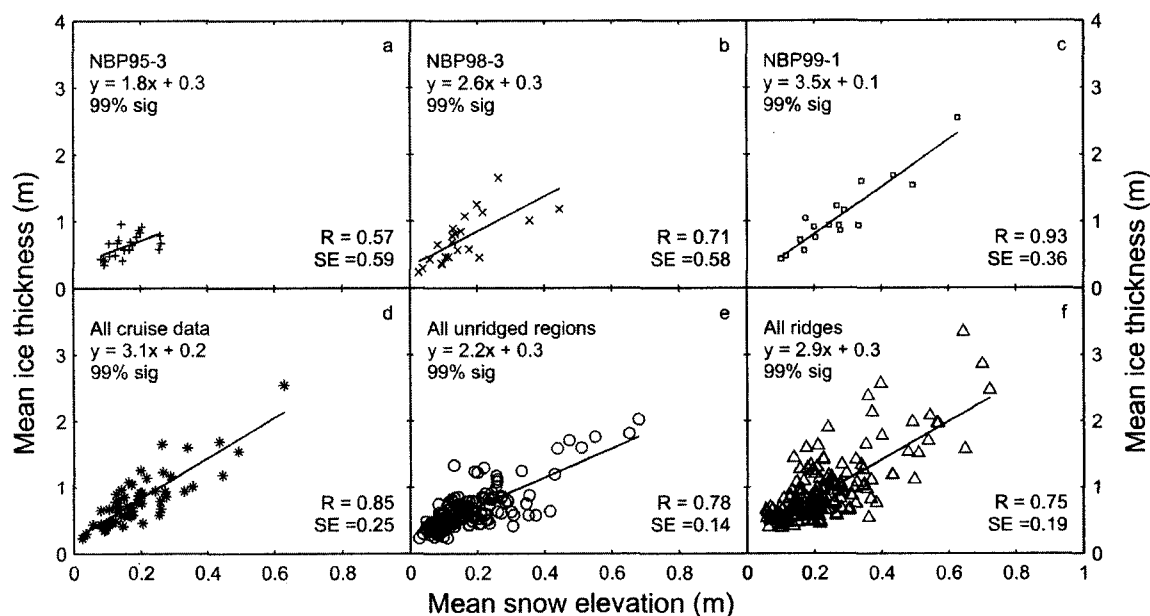 4
a
NBP95-3
y = 1.8x + 0.3
99% sig
R = 0.57
SE =0.59
b
NBP98-3
y = 2.6x + 0.3
99% sig
R = 0.71
SE =0.58
c
NBP99-1
y = 3.5x + 0.1
99% sig
R = 0.93
SE =0.36
4
3
2
1
0
3
2
1
0
Mean ice thickness (m)
d
All cruise data
y = 3.1x + 0.2
99% sig
R = 0.85
SE =0.25
e
All unridged regions
y = 2.2x + 0.3
99% sig
R = 0.78
SE =0.14
f
All ridges
y = 2.9x + 0.3
99% sig
R = 0.75
SE =0.19
3
2
1
0
3
2
1
0
Mean ice thickness (m)
0 0.2 0.4 0.6 0.8 0 0.2 0.4 0.6 0.8 0 0.2 0.4 0.6 0.8 1
Mean snow elevation (m)